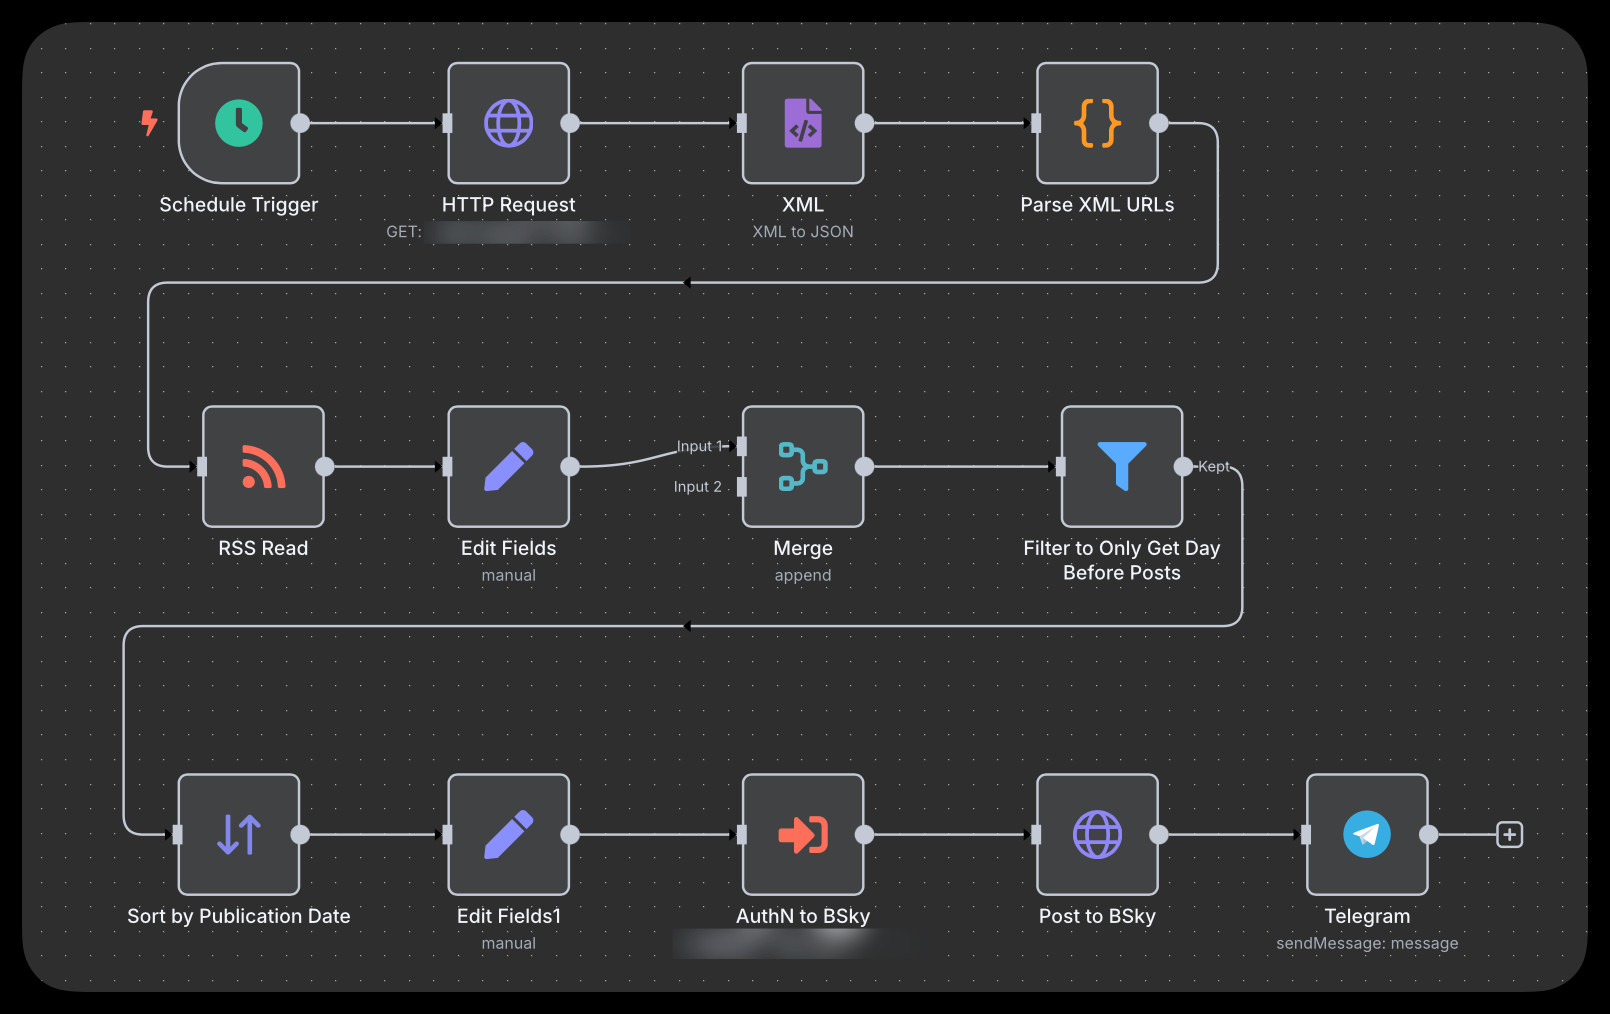 Schedule Trigger
HTTP Request
GET:
XML
XML to JSON
Parse XML URLs
RSS Read
Edit Fields
manual
Input 1
Input 2
Merge
append
Filter to Only Get Day
Before Posts
Kept
Sort by Publication Date
Edit Fields1
manual
AuthN to BSky
Post to BSky
Telegram
sendMessage: message